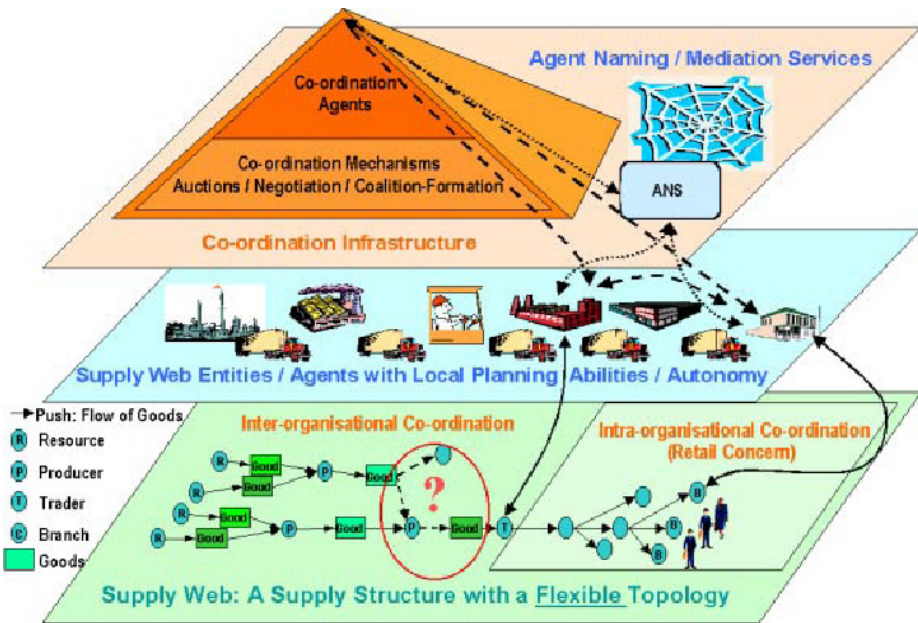 Agent Naming / Mediation Services
Co-ordination
Agents
Co-ordination Mechanisms
Auctions / Negotiation / Coalition-Formation
ANS
Co-ordination Infrastructure
Supply Web Entities / Agents with Local Planning Abilities / Autonomy
Push: Flow of Goods
R Resource
P Producer
T Trader
C Branch
Goods
Inter-organisational Co-ordination
Intra-organisational Co-ordination
(Retail Concern)
R Good
R Good
P
Good
?
R Good
R Good
P
Good
P
Good
T
B
B
B
Supply Web: A Supply Structure with a Flexible Topology